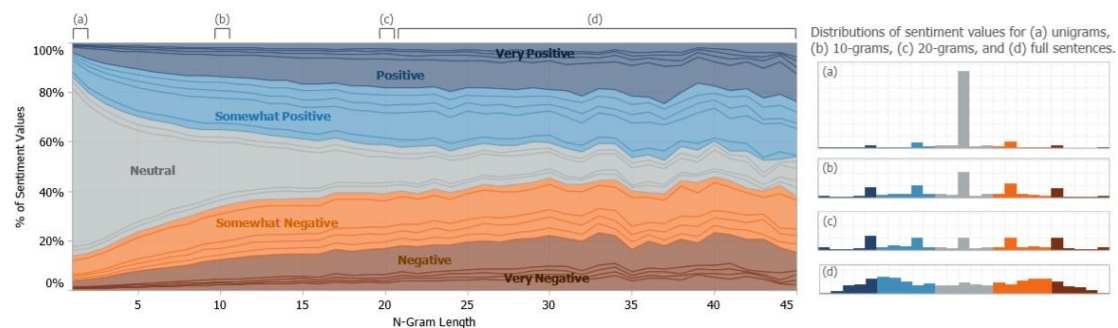 (a)
(b)
(c)
(d)
100%
80%
60%
40%
20%
0%
% of Sentiment Values
Very Positive
Positive
Somewhat Positive
Neutral
Somewhat Negative
Negative
Very Negative
5
10
15
20
25
30
35
40
45
N-Gram Length
Distributions of sentiment values for (a) unigrams,
(b) 10-grams, (c) 20-grams, and (d) full sentences.
(a)
(b)
(c)
(d)